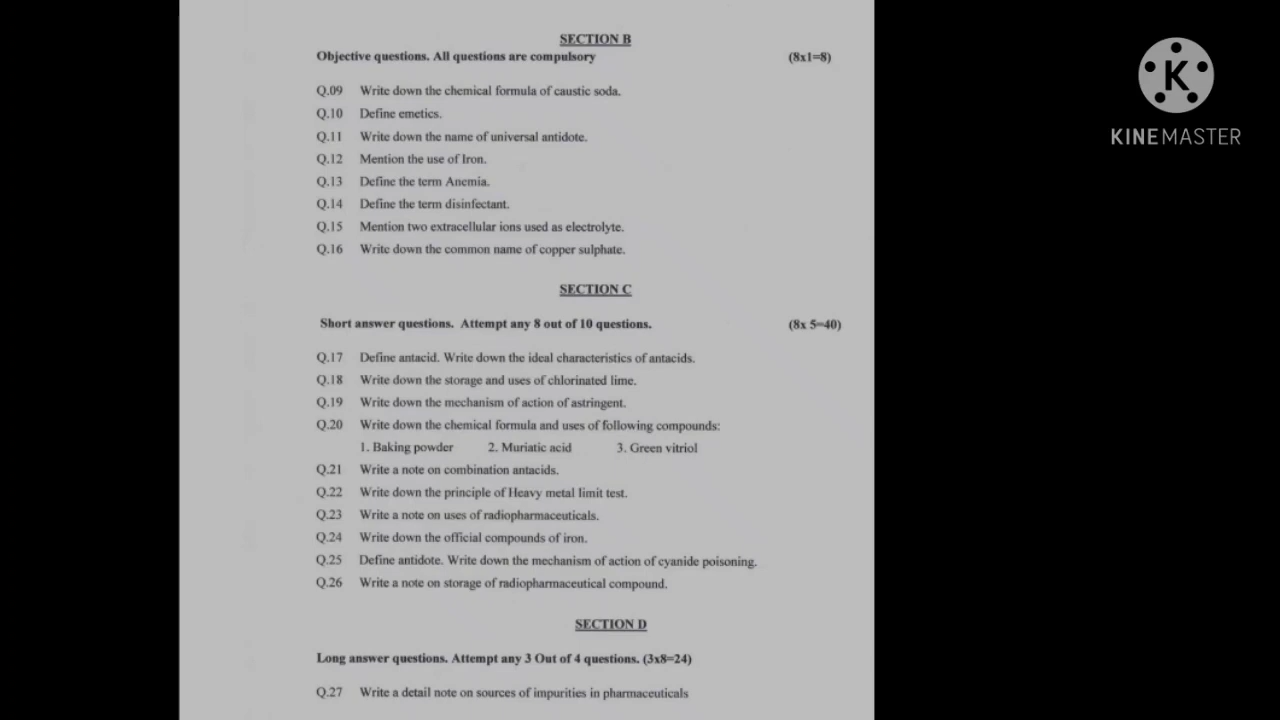 SECTION B
Objective questions. All questions are compulsory (8x1=8)
Q.09 Write down the chemical formula of caustic soda.
Q.10 Define emetics.
Q.11 Write down the name of universal antidote.
Q.12 Mention the use of Iron.
Q.13 Define the term Anemia.
Q.14 Define the term disinfectant.
Q.15 Mention two extracellular ions used as electrolyte.
Q.16 Write down the common name of copper sulphate.
SECTION C
Short answer questions. Attempt any 8 out of 10 questions. (8x 5=40)
Q.17 Define antacid. Write down the ideal characteristics of antacids.
Q.18 Write down the storage and uses of chlorinated lime.
Q.19 Write down the mechanism of action of astringent.
Q.20 Write down the chemical formula and uses of following compounds:
1. Baking powder 2. Muriatic acid 3. Green vitriol
Q.21 Write a note on combination antacids.
Q.22 Write down the principle of Heavy metal limit test.
Q.23 Write a note on uses of radiopharmaceuticals.
Q.24 Write down the official compounds of iron.
Q.25 Define antidote. Write down the mechanism of action of cyanide poisoning.
Q.26 Write a note on storage of radiopharmaceutical compound.
SECTION D
Long answer questions. Attempt any 3 Out of 4 questions. (3x8=24)
Q.27 Write a detail note on sources of impurities in pharmaceuticals
K
KINEMASTER